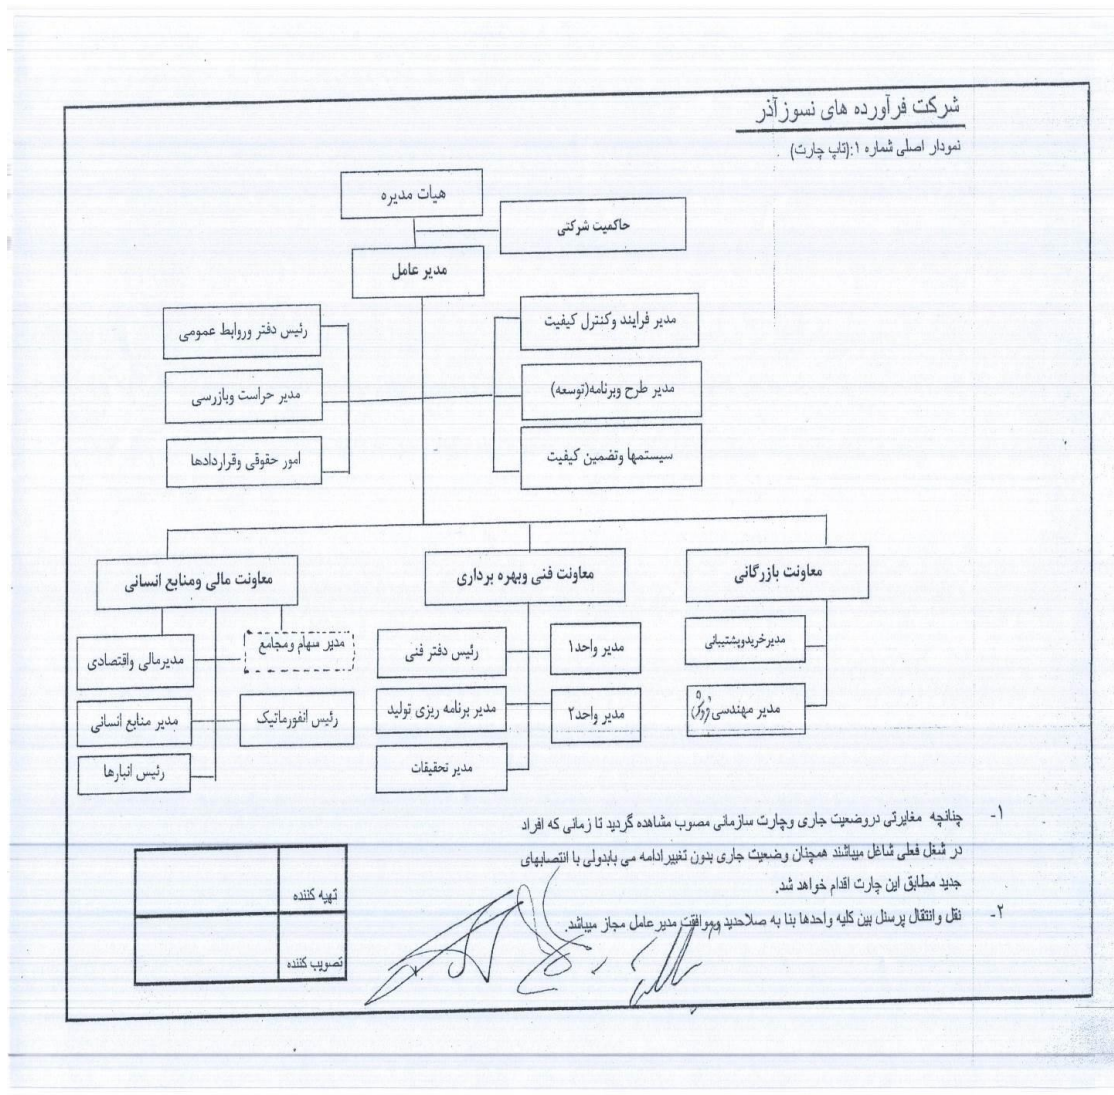 شرکت فرآورده های نسوزآذر
نمودار اصلی شماره ۱:(تاپ چارت)
هیات مدیره
حاکمیت شرکتی
مدیر عامل
مدیر فرایند وکنترل کیفیت
رئیس دفتر وروابط عمومی
مدیر طرح وبرنامه(توسعه)
مدیر حراست وبازرسی
سیستمها وتضمین کیفیت
امور حقوقی وقراردادها
معاونت بازرگانی
معاونت فنی وبهره برداری
معاونت مالی ومنابع انسانی
مدیرخریدوپشتیبانی
مدیر واحد۱
رئیس دفتر فنی
مدیر سهام ومجامع
مدیرمالی واقتصادی
مدیر مهندسی
مدیر واحد۲
مدیر برنامه ریزی تولید
رئیس انفورماتیک
مدیر منابع انسانی
مدیر تحقیقات
رئیس انبارها
۱- چنانچه مغایرتی دروضعیت جاری وچارت سازمانی مصوب مشاهده گردید تا زمانی که افراد
در شغل فعلی شاغل میباشند همچنان وضعیت جاری بدون تغییرادامه می یابدولی با انتصابهای
جدید مطابق این چارت اقدام خواهد شد.
۲- نقل وانتقال پرسنل بین کلیه واحدها بنا به صلاحدید وموافقت مدیرعامل مجاز میباشد.
تهیه کننده
تصویب کننده